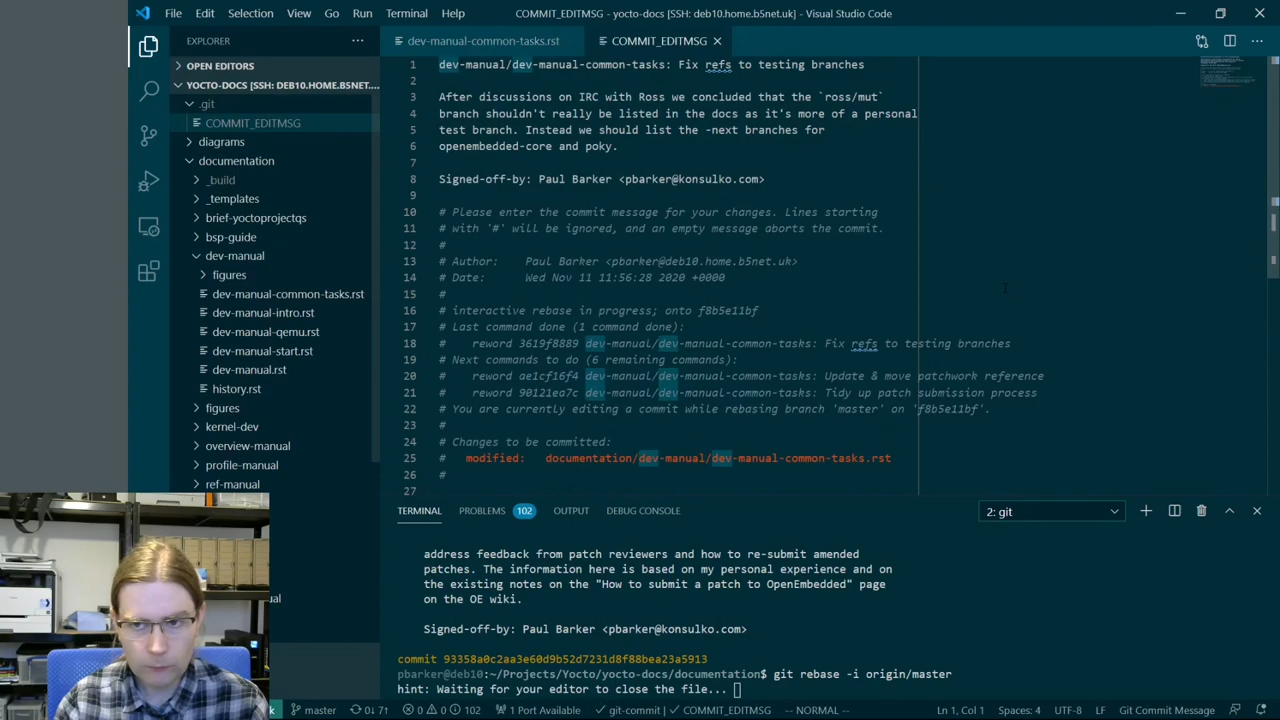 File Edit Selection View Go Run Terminal Help
COMMIT_EDITMSG - yocto-docs [SSH: deb10.home.b5net.uk] - Visual Studio Code
EXPLORER
dev-manual-common-tasks.rst
COMMIT_EDITMSG
OPEN EDITORS
YOCTO-DOCS [SSH: DEB10.HOME.B5NET....
.git
COMMIT_EDITMSG
diagrams
documentation
_build
_templates
brief-yoctoprojectqs
bsp-guide
dev-manual
figures
dev-manual-common-tasks.rst
dev-manual-intro.rst
dev-manual-qemu.rst
dev-manual-start.rst
dev-manual.rst
history.rst
figures
kernel-dev
overview-manual
profile-manual
ref-manual
1 dev-manual/dev-manual-common-tasks: Fix refs to testing branches
2
3 After discussions on IRC with Ross we concluded that the `ross/mut`
4 branch shouldn't really be listed in the docs as it's more of a personal
5 test branch. Instead we should list the -next branches for
6 openembedded-core and poky.
7
8 Signed-off-by: Paul Barker <pbarker@konsulko.com>
9
10 # Please enter the commit message for your changes. Lines starting
11 # with '#' will be ignored, and an empty message aborts the commit.
12 #
13 # Author: Paul Barker <pbarker@deb10.home.b5net.uk>
14 # Date: Wed Nov 11 11:56:28 2020 +0000
15 #
16 # interactive rebase in progress; onto f8b5e11bf
17 # Last command done (1 command done):
18 # reword 3619f8889 dev-manual/dev-manual-common-tasks: Fix refs to testing branches
19 # Next commands to do (6 remaining commands):
20 # reword ae1cf16f4 dev-manual/dev-manual-common-tasks: Update & move patchwork reference
21 # reword 90121ea7c dev-manual/dev-manual-common-tasks: Tidy up patch submission process
22 # You are currently editing a commit while rebasing branch 'master' on 'f8b5e11bf'.
23 #
24 # Changes to be committed:
25 # modified: documentation/dev-manual/dev-manual-common-tasks.rst
26 #
27
TERMINAL PROBLEMS 102 OUTPUT DEBUG CONSOLE
2: git
address feedback from patch reviewers and how to re-submit amended
patches. The information here is based on my personal experience and on
the existing notes on the "How to submit a patch to OpenEmbedded" page
on the OE wiki.
Signed-off-by: Paul Barker <pbarker@konsulko.com>
commit 93358a0c2aa3e60d9b52d7231d8f88bea23a5913
pbarker@deb10:~/Projects/Yocto/yocto-docs/documentation$ git rebase -i origin/master
hint: Waiting for your editor to close the file...
master 0↓ 7↑ 0 0 102 1 Port Available git-commit | COMMIT_EDITMSG -- NORMAL -- Ln 1, Col 1 Spaces: 4 UTF-8 LF Git Commit Message